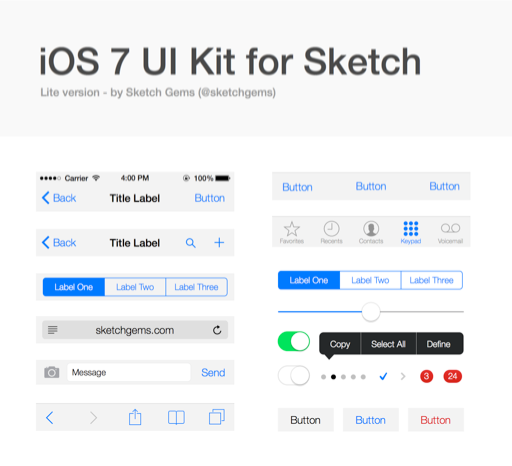 iOS 7 UI Kit for Sketch
Lite version - by Sketch Gems (@sketchgems)
Carrier 4:00 PM 100%
Back Title Label Button
Back Title Label
Label One Label Two Label Three
sketchgems.com
Message Send
Button Button Button
Favorites Recents Contacts Keypad Voicemail
Label One Label Two Label Three
Copy Select All Define
3 24
Button Button Button